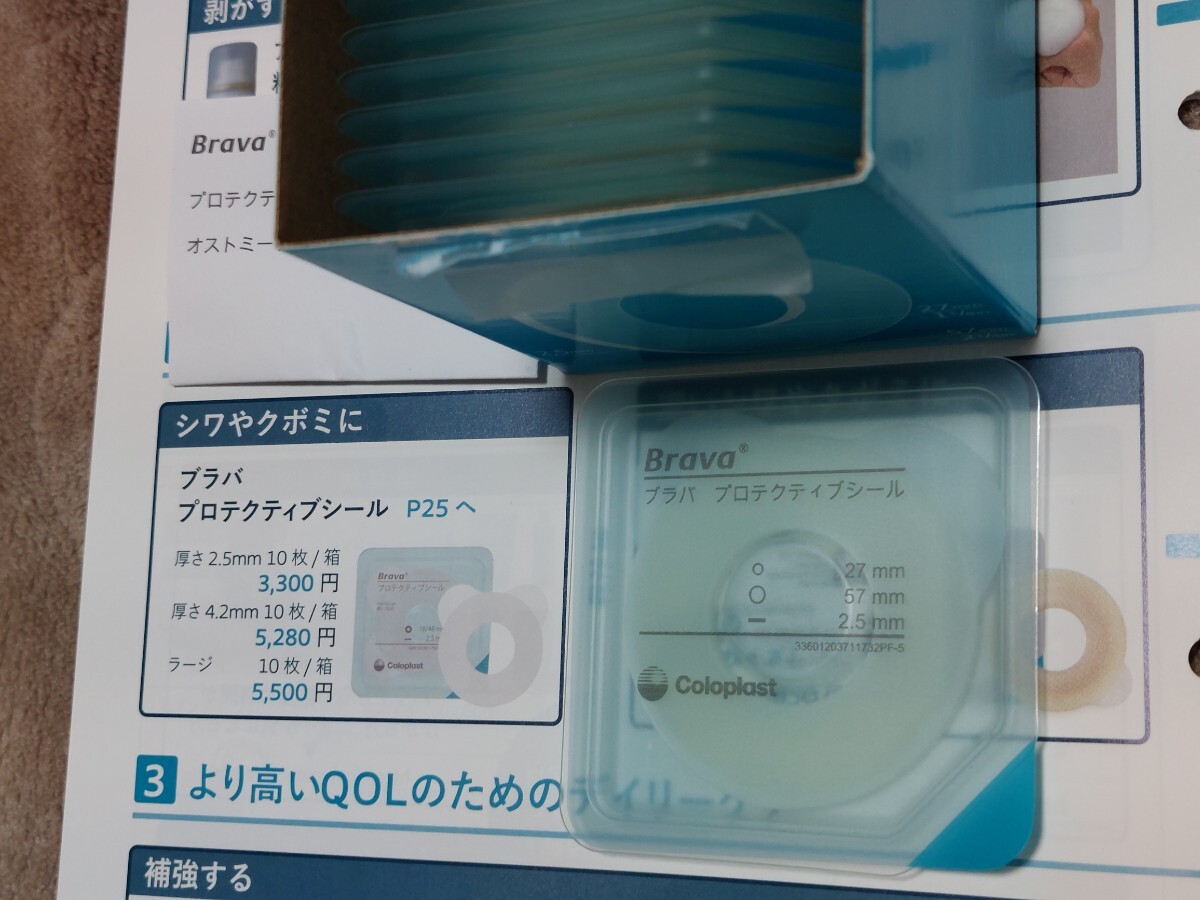 剥がす
Brava®
プロテクテ
オストミー
27 mm
シワやクボミに
ブラバ
プロテクティブシール P25 へ
厚さ 2.5mm 10 枚 / 箱
3,300 円
厚さ 4.2mm 10 枚 / 箱
5,280 円
ラージ 10 枚 / 箱
5,500 円
Brava®
プロテクティブシール
Coloplast
Brava®
ブラバ プロテクティブシール
27 mm
57 mm
2.5 mm
33601203711732PF-5
Coloplast
3 より高いQOLのためのデイリーケ
補強する